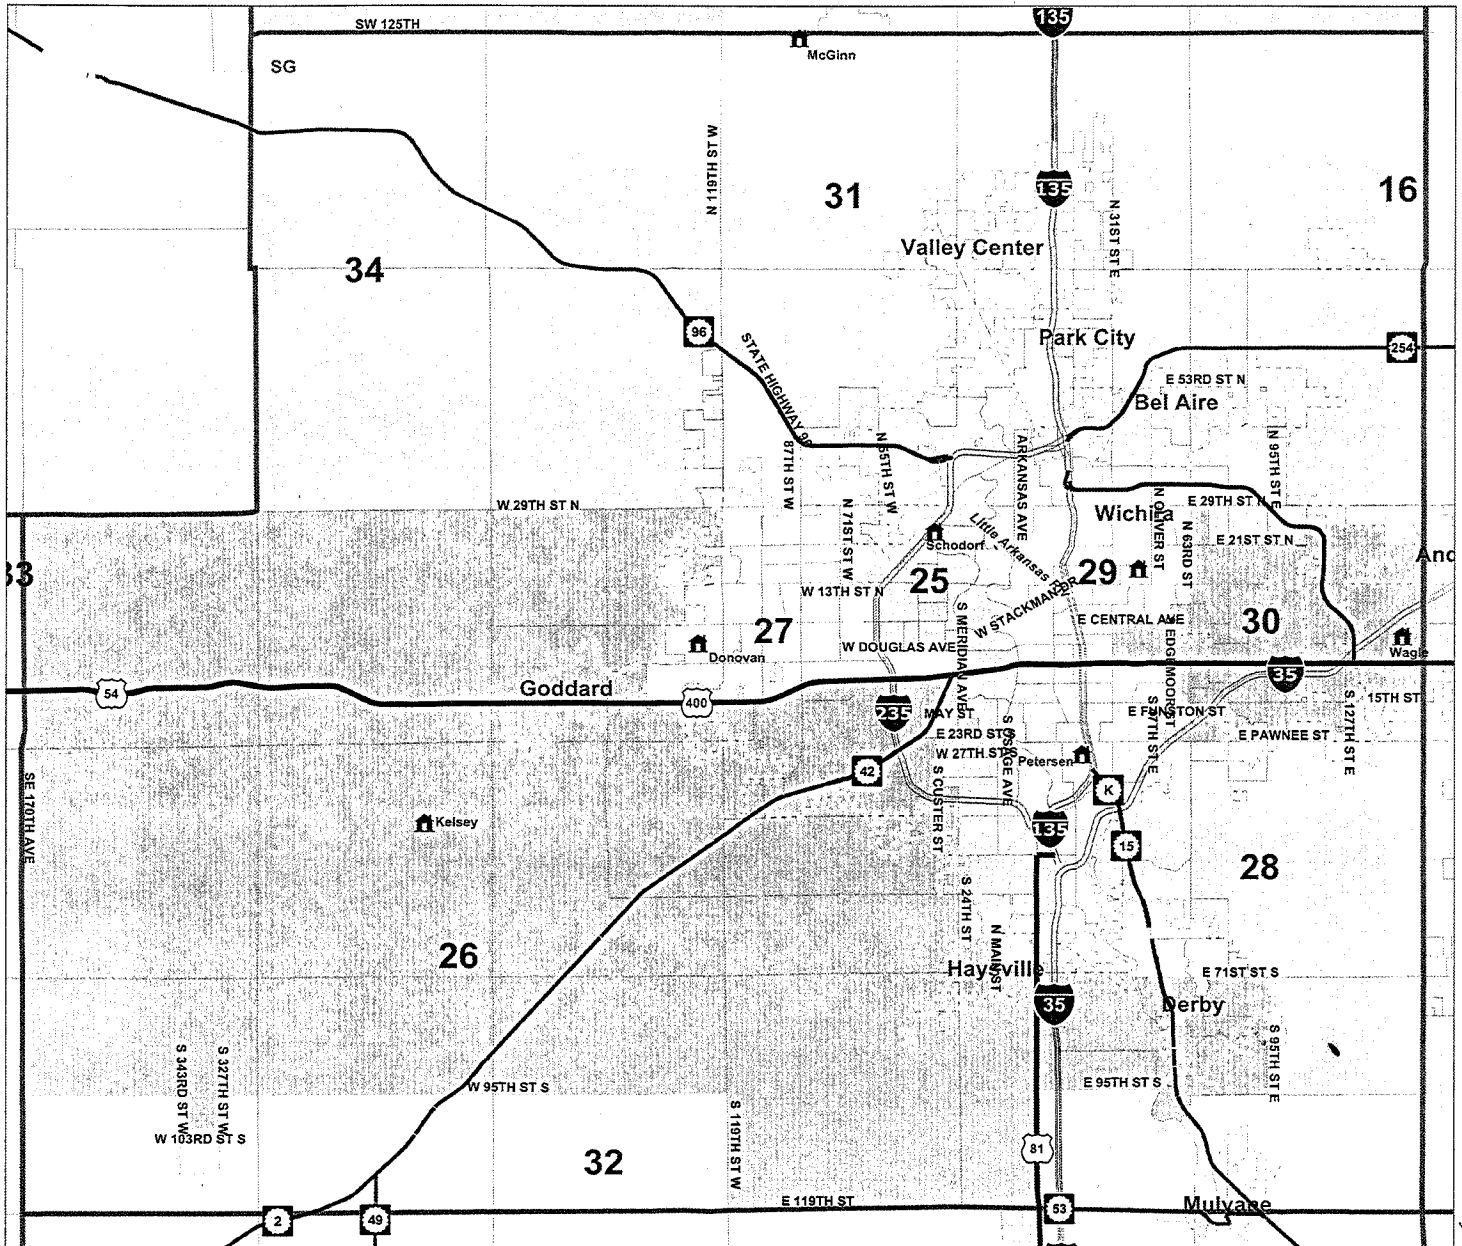 SW 125TH
135
McGinn
SG
N 119TH ST W
31
135
16
N 31ST ST E
Valley Center
34
96
Park City
254
STATE HIGHWAY 96
E 53RD ST N
Bel Aire
87TH ST W
N 55TH ST W
ARKANSAS AVE
N 95TH ST E
W 29TH ST N
N 71ST ST W
E 29TH ST N
Wichita
N OLIVER ST
N 63RD ST
Little Arkansas
Schodorf
E 21ST ST N
And
33
25
29
W 13TH ST N
W STACKMAN DR
S MERIDIAN AVE
E CENTRAL AVE
27
30
Donovan
W DOUGLAS AVE
S EDGEMOOR ST
Wagle
54
Goddard
400
35
235
MAY ST
E 23RD ST S
W 27TH ST S
S OSAGE AVE
E FUNSTON ST
15TH ST
S 127TH ST E
E PAWNEE ST
Petersen
42
S CUSTER ST
K
SE 170TH AVE
Kelsey
135
15
28
S 24TH ST
N MAIN ST
26
Haysville
E 71ST ST S
35
Derby
S 343RD ST W
S 327TH ST W
W 95TH ST S
S 95TH ST E
E 95TH ST S
W 103RD ST S
S 119TH ST W
32
81
E 119TH ST
Mulvane
2
49
53